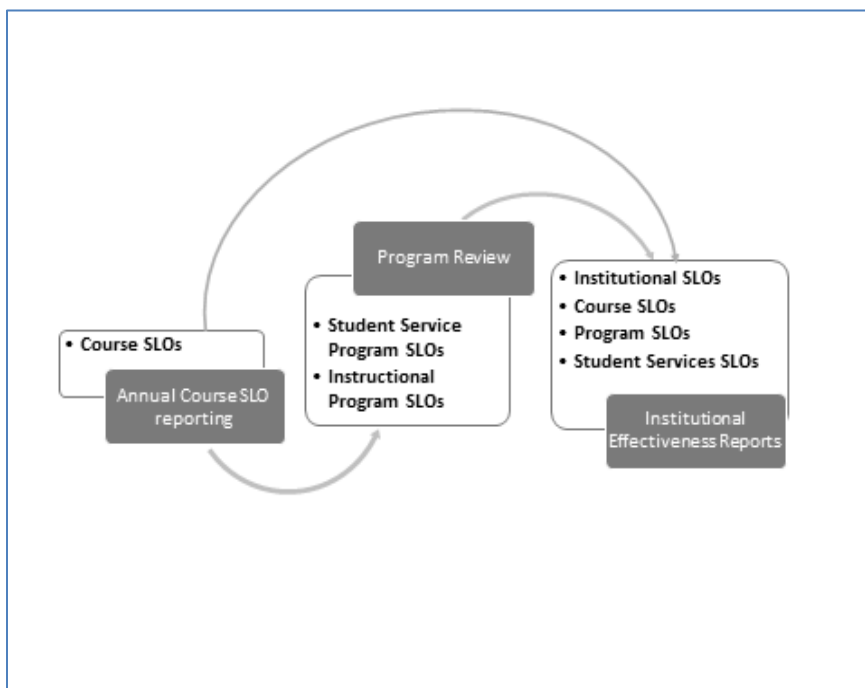 • Course SLOs
Annual Course SLO
reporting
Program Review
• Student Service
Program SLOs
• Instructional
Program SLOs
• Institutional SLOs
• Course SLOs
• Program SLOs
• Student Services SLOs
Institutional
Effectiveness Reports